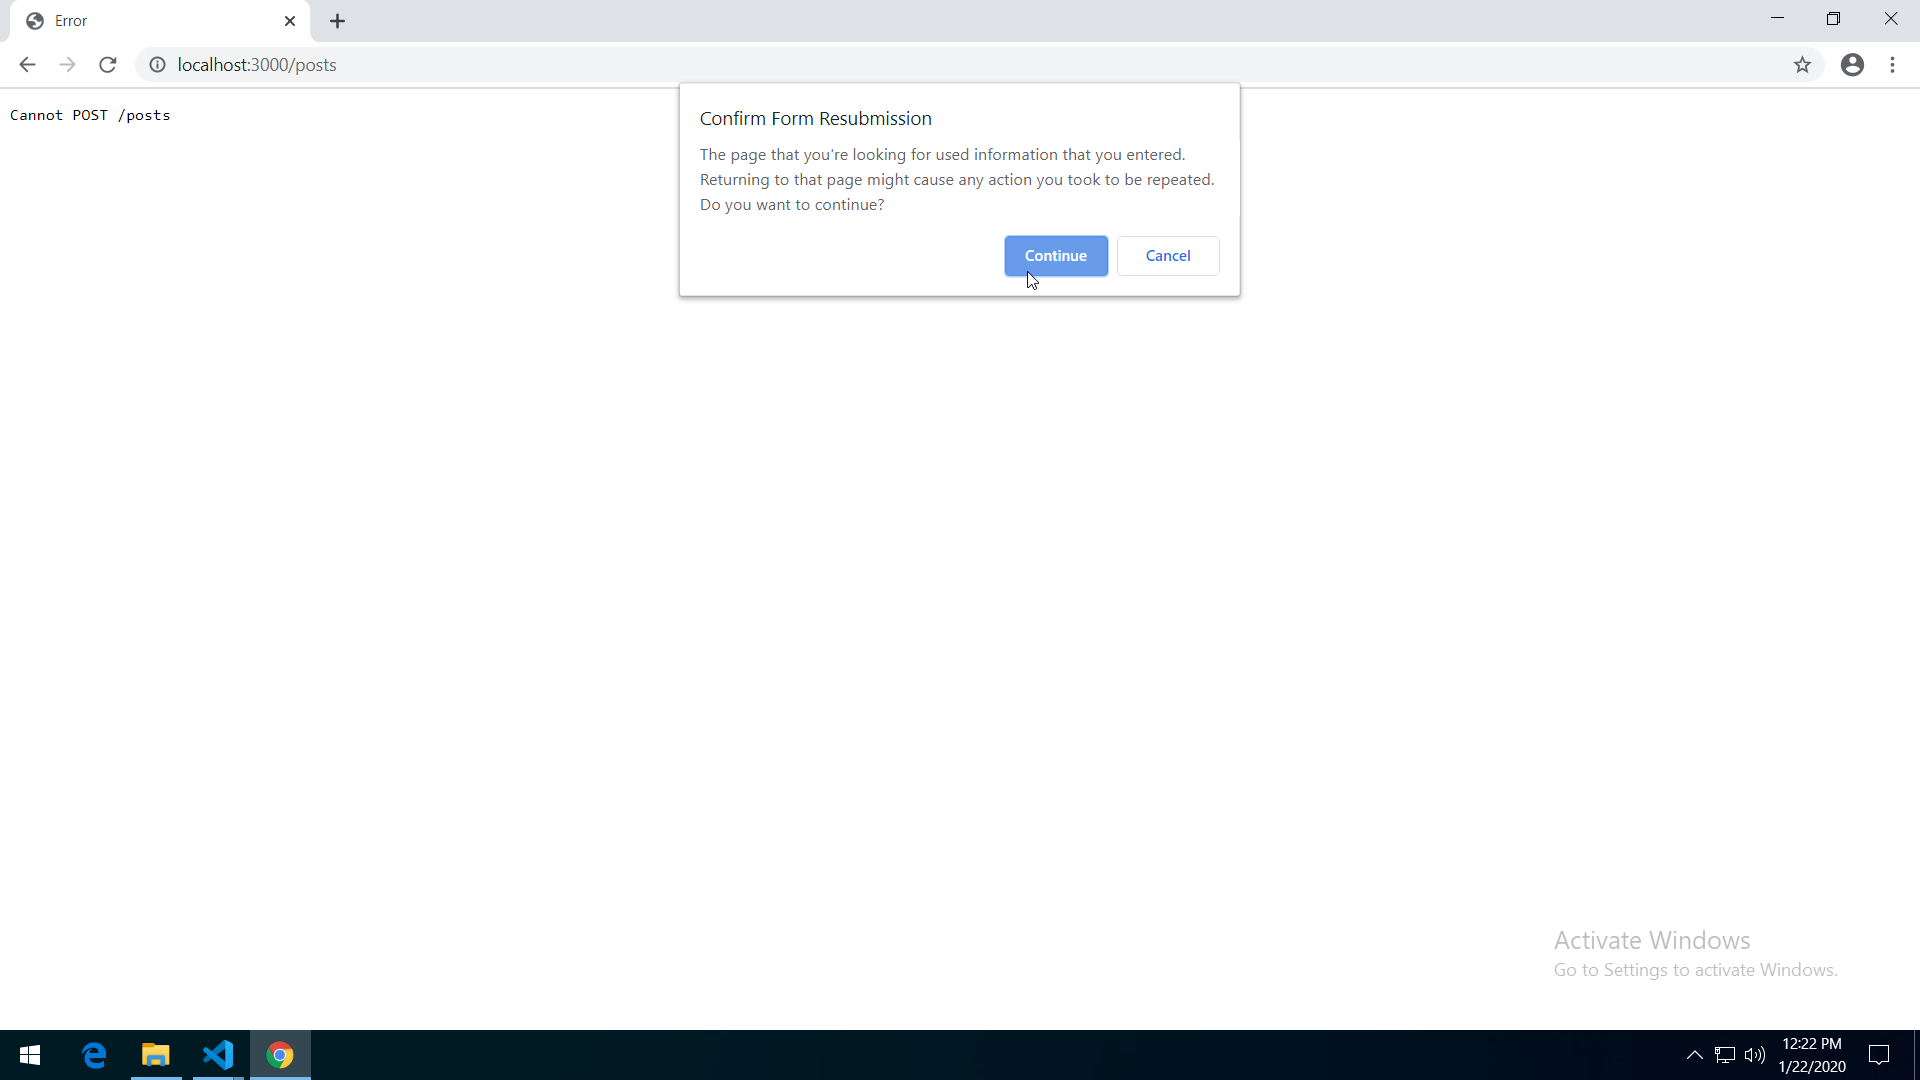 Error
localhost:3000/posts
Cannot POST /posts
Confirm Form Resubmission
The page that you're looking for used information that you entered.
Returning to that page might cause any action you took to be repeated.
Do you want to continue?
Continue
Cancel
Activate Windows
Go to Settings to activate Windows.
12:22 PM
1/22/2020